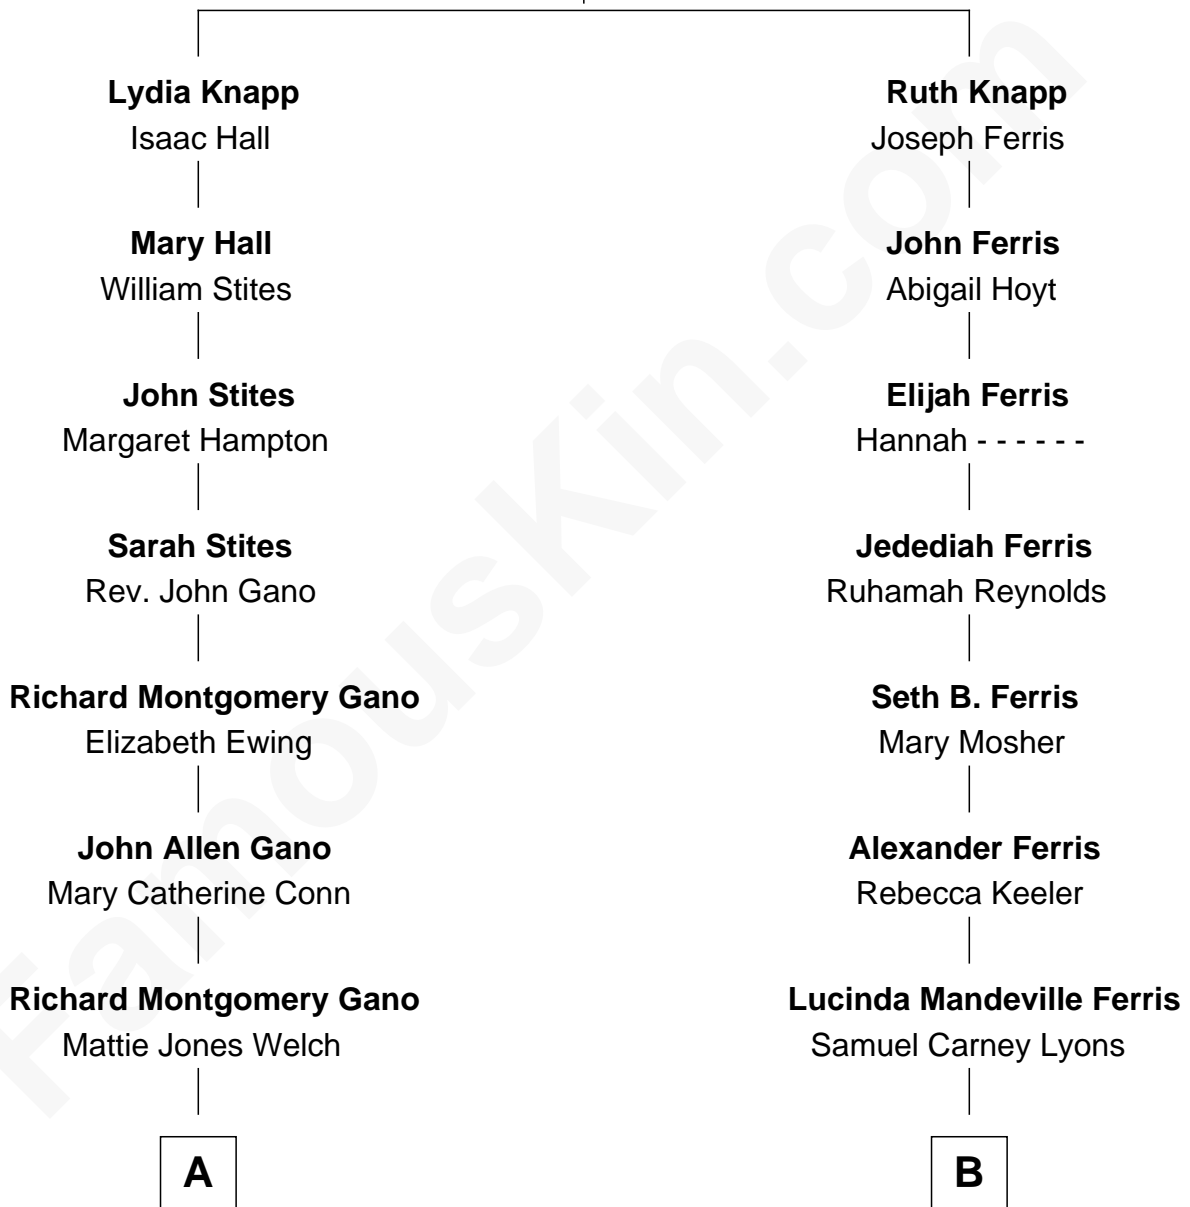 Lydia Knapp
Isaac Hall
Mary Hall
William Stites
John Stites
Margaret Hampton
Sarah Stites
Rev. John Gano
Richard Montgomery Gano
Elizabeth Ewing
John Allen Gano
Mary Catherine Conn
Richard Montgomery Gano
Mattie Jones Welch
A
Ruth Knapp
Joseph Ferris
John Ferris
Abigail Hoyt
Elijah Ferris
Hannah - - - - - -
Jedediah Ferris
Ruhamah Reynolds
Seth B. Ferris
Mary Mosher
Alexander Ferris
Rebecca Keeler
Lucinda Mandeville Ferris
Samuel Carney Lyons
B
FamousKin.com